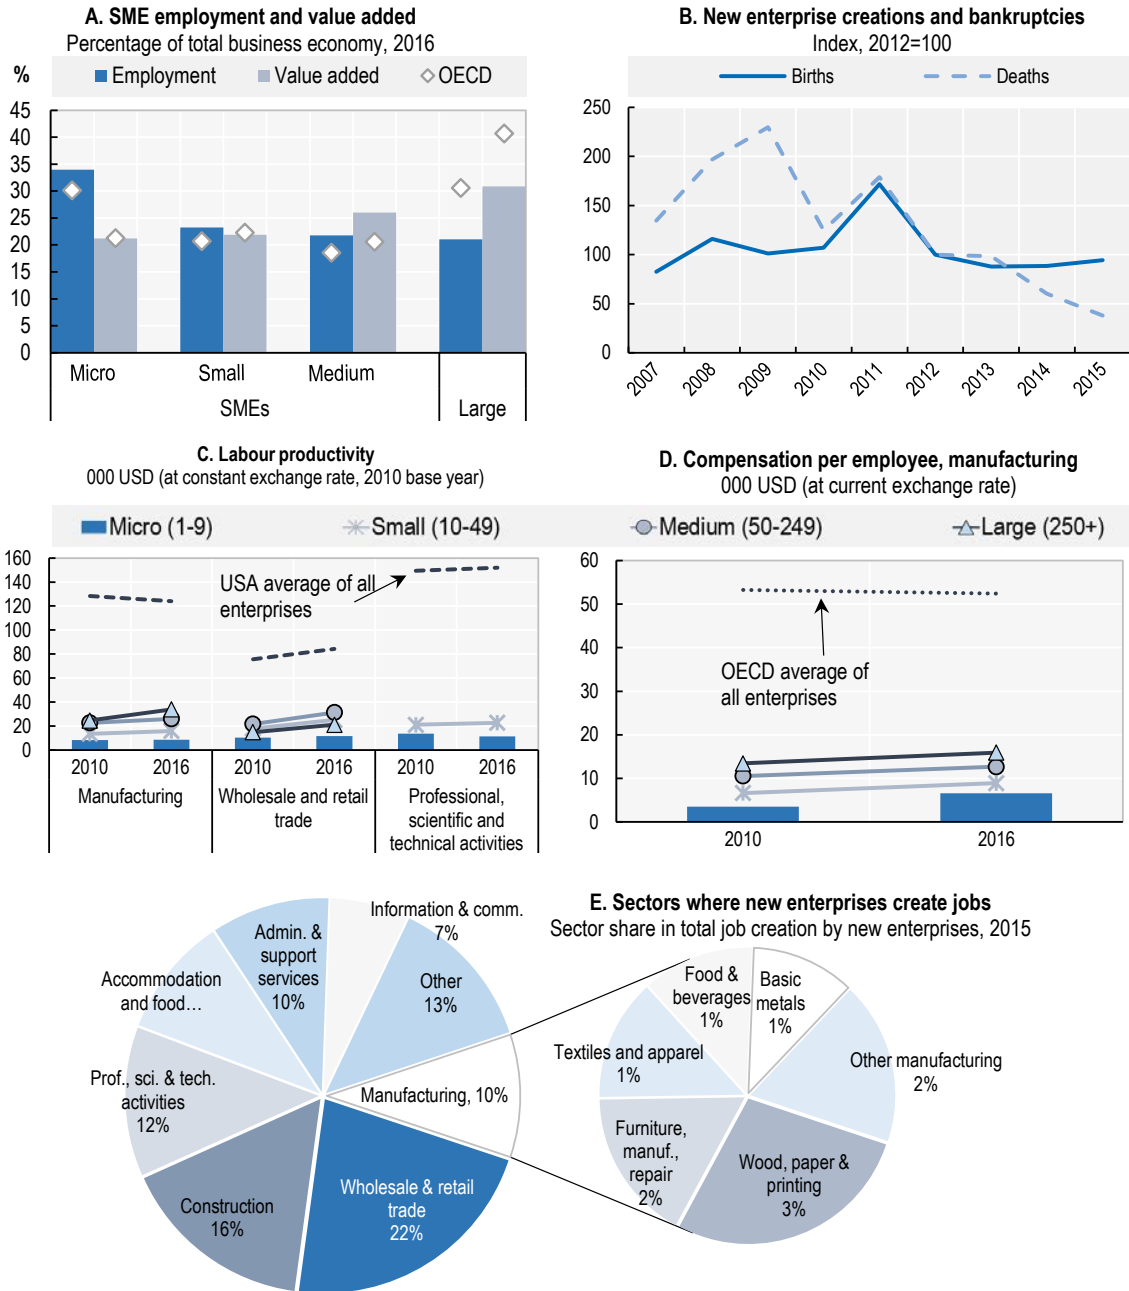 A. SME employment and value added
Percentage of total business economy, 2016
%
Employment
Value added
OECD
45
40
35
30
25
20
15
10
5
0
Micro
Small
Medium
SMEs
Large
B. New enterprise creations and bankruptcies
Index, 2012=100
Births
Deaths
250
200
150
100
50
0
2007
2008
2009
2010
2011
2012
2013
2014
2015
C. Labour productivity
000 USD (at constant exchange rate, 2010 base year)
D. Compensation per employee, manufacturing
000 USD (at current exchange rate)
Micro (1-9)
Small (10-49)
Medium (50-249)
Large (250+)
160
140
120
100
80
60
40
20
0
USA average of all
enterprises
2010
2016
2010
2016
2010
2016
Manufacturing
Wholesale and retail
trade
Professional,
scientific and
technical activities
60
50
40
30
20
10
0
OECD average of
all enterprises
2010
2016
E. Sectors where new enterprises create jobs
Sector share in total job creation by new enterprises, 2015
Information & comm.
7%
Admin. &
support
services
10%
Other
13%
Accommodation
and food…
Prof., sci. & tech.
activities
12%
Manufacturing, 10%
Construction
16%
Wholesale & retail
trade
22%
Food &
beverages
1%
Basic
metals
1%
Textiles and apparel
1%
Other manufacturing
2%
Furniture,
manuf.,
repair
2%
Wood, paper &
printing
3%